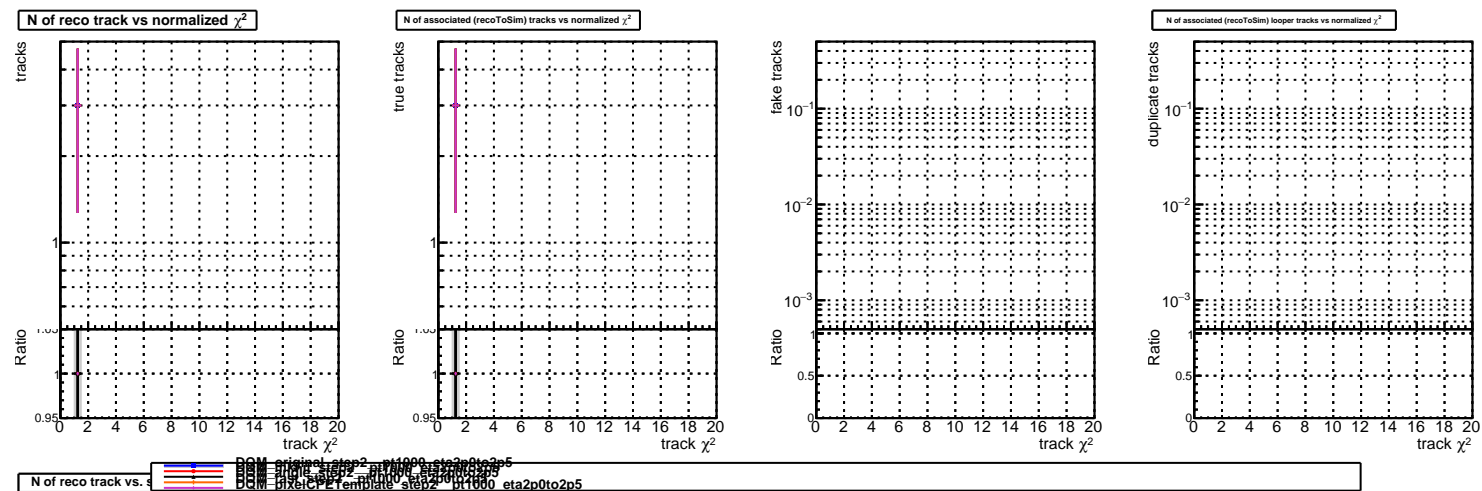 N of reco track vs normalized χ²
tracks
1
Ratio
1.05
1
0.95
0 2 4 6 8 10 12 14 16 18 20
track χ²
N of associated (recoToSim) tracks vs normalized χ²
true tracks
1
Ratio
1.05
1
0.95
0 2 4 6 8 10 12 14 16 18 20
track χ²
fake tracks
10⁻¹
10⁻²
10⁻³
Ratio
1
0.5
0
0 2 4 6 8 10 12 14 16 18 20
track χ²
N of associated (recoToSim) looper tracks vs normalized χ²
duplicate tracks
10⁻¹
10⁻²
10⁻³
Ratio
1
0.5
0
0 2 4 6 8 10 12 14 16 18 20
track χ²
N of reco track vs. s
DQM_original_step2__pt1000_eta2p0to2p5
DQM_angle_step2__pt1000_eta2p0to2p5
DQM_pixelCPETemplate_step2__pt1000_eta2p0to2p5